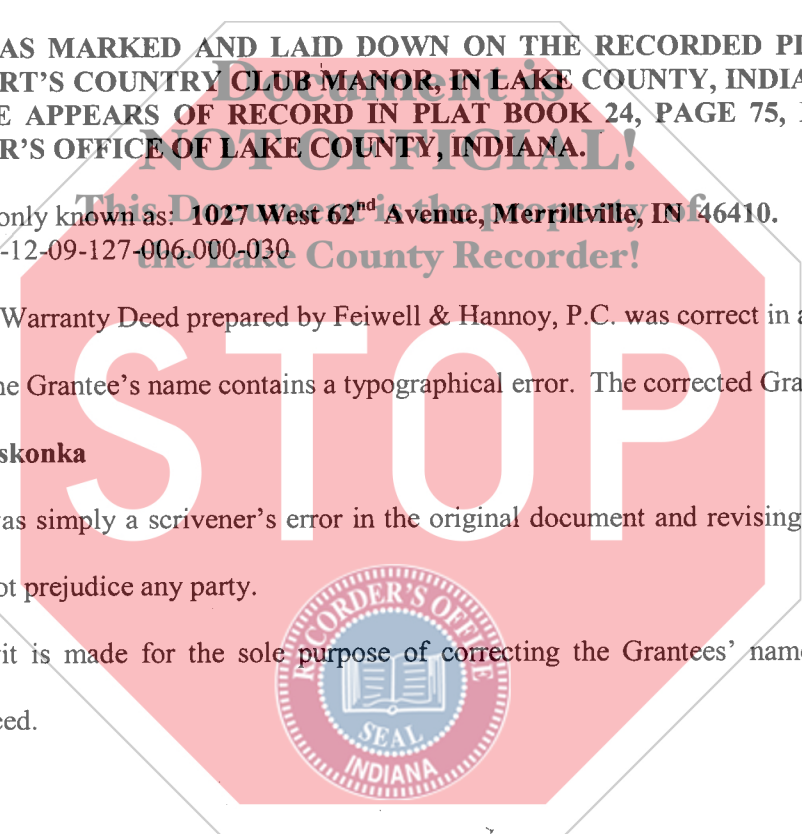 AS MARKED AND LAID DOWN ON THE RECORDED PL
RT'S COUNTRY CLUB MANOR, IN LAKE COUNTY, INDIA
E APPEARS OF RECORD IN PLAT BOOK 24, PAGE 75, I
R'S OFFICE OF LAKE COUNTY, INDIANA.
Document is
NOT OFFICIAL!
This Document is the property of
the Lake County Recorder!
only known as: 1027 West 62nd Avenue, Merrillville, IN 46410.
-12-09-127-006.000-030
Warranty Deed prepared by Feiwell & Hannoy, P.C. was correct in a
ne Grantee's name contains a typographical error. The corrected Gra
skonka
as simply a scrivener's error in the original document and revising
ot prejudice any party.
vit is made for the sole purpose of correcting the Grantees' name
eed.
STOP
RECORDER'S OFFICE
SEAL
INDIANA